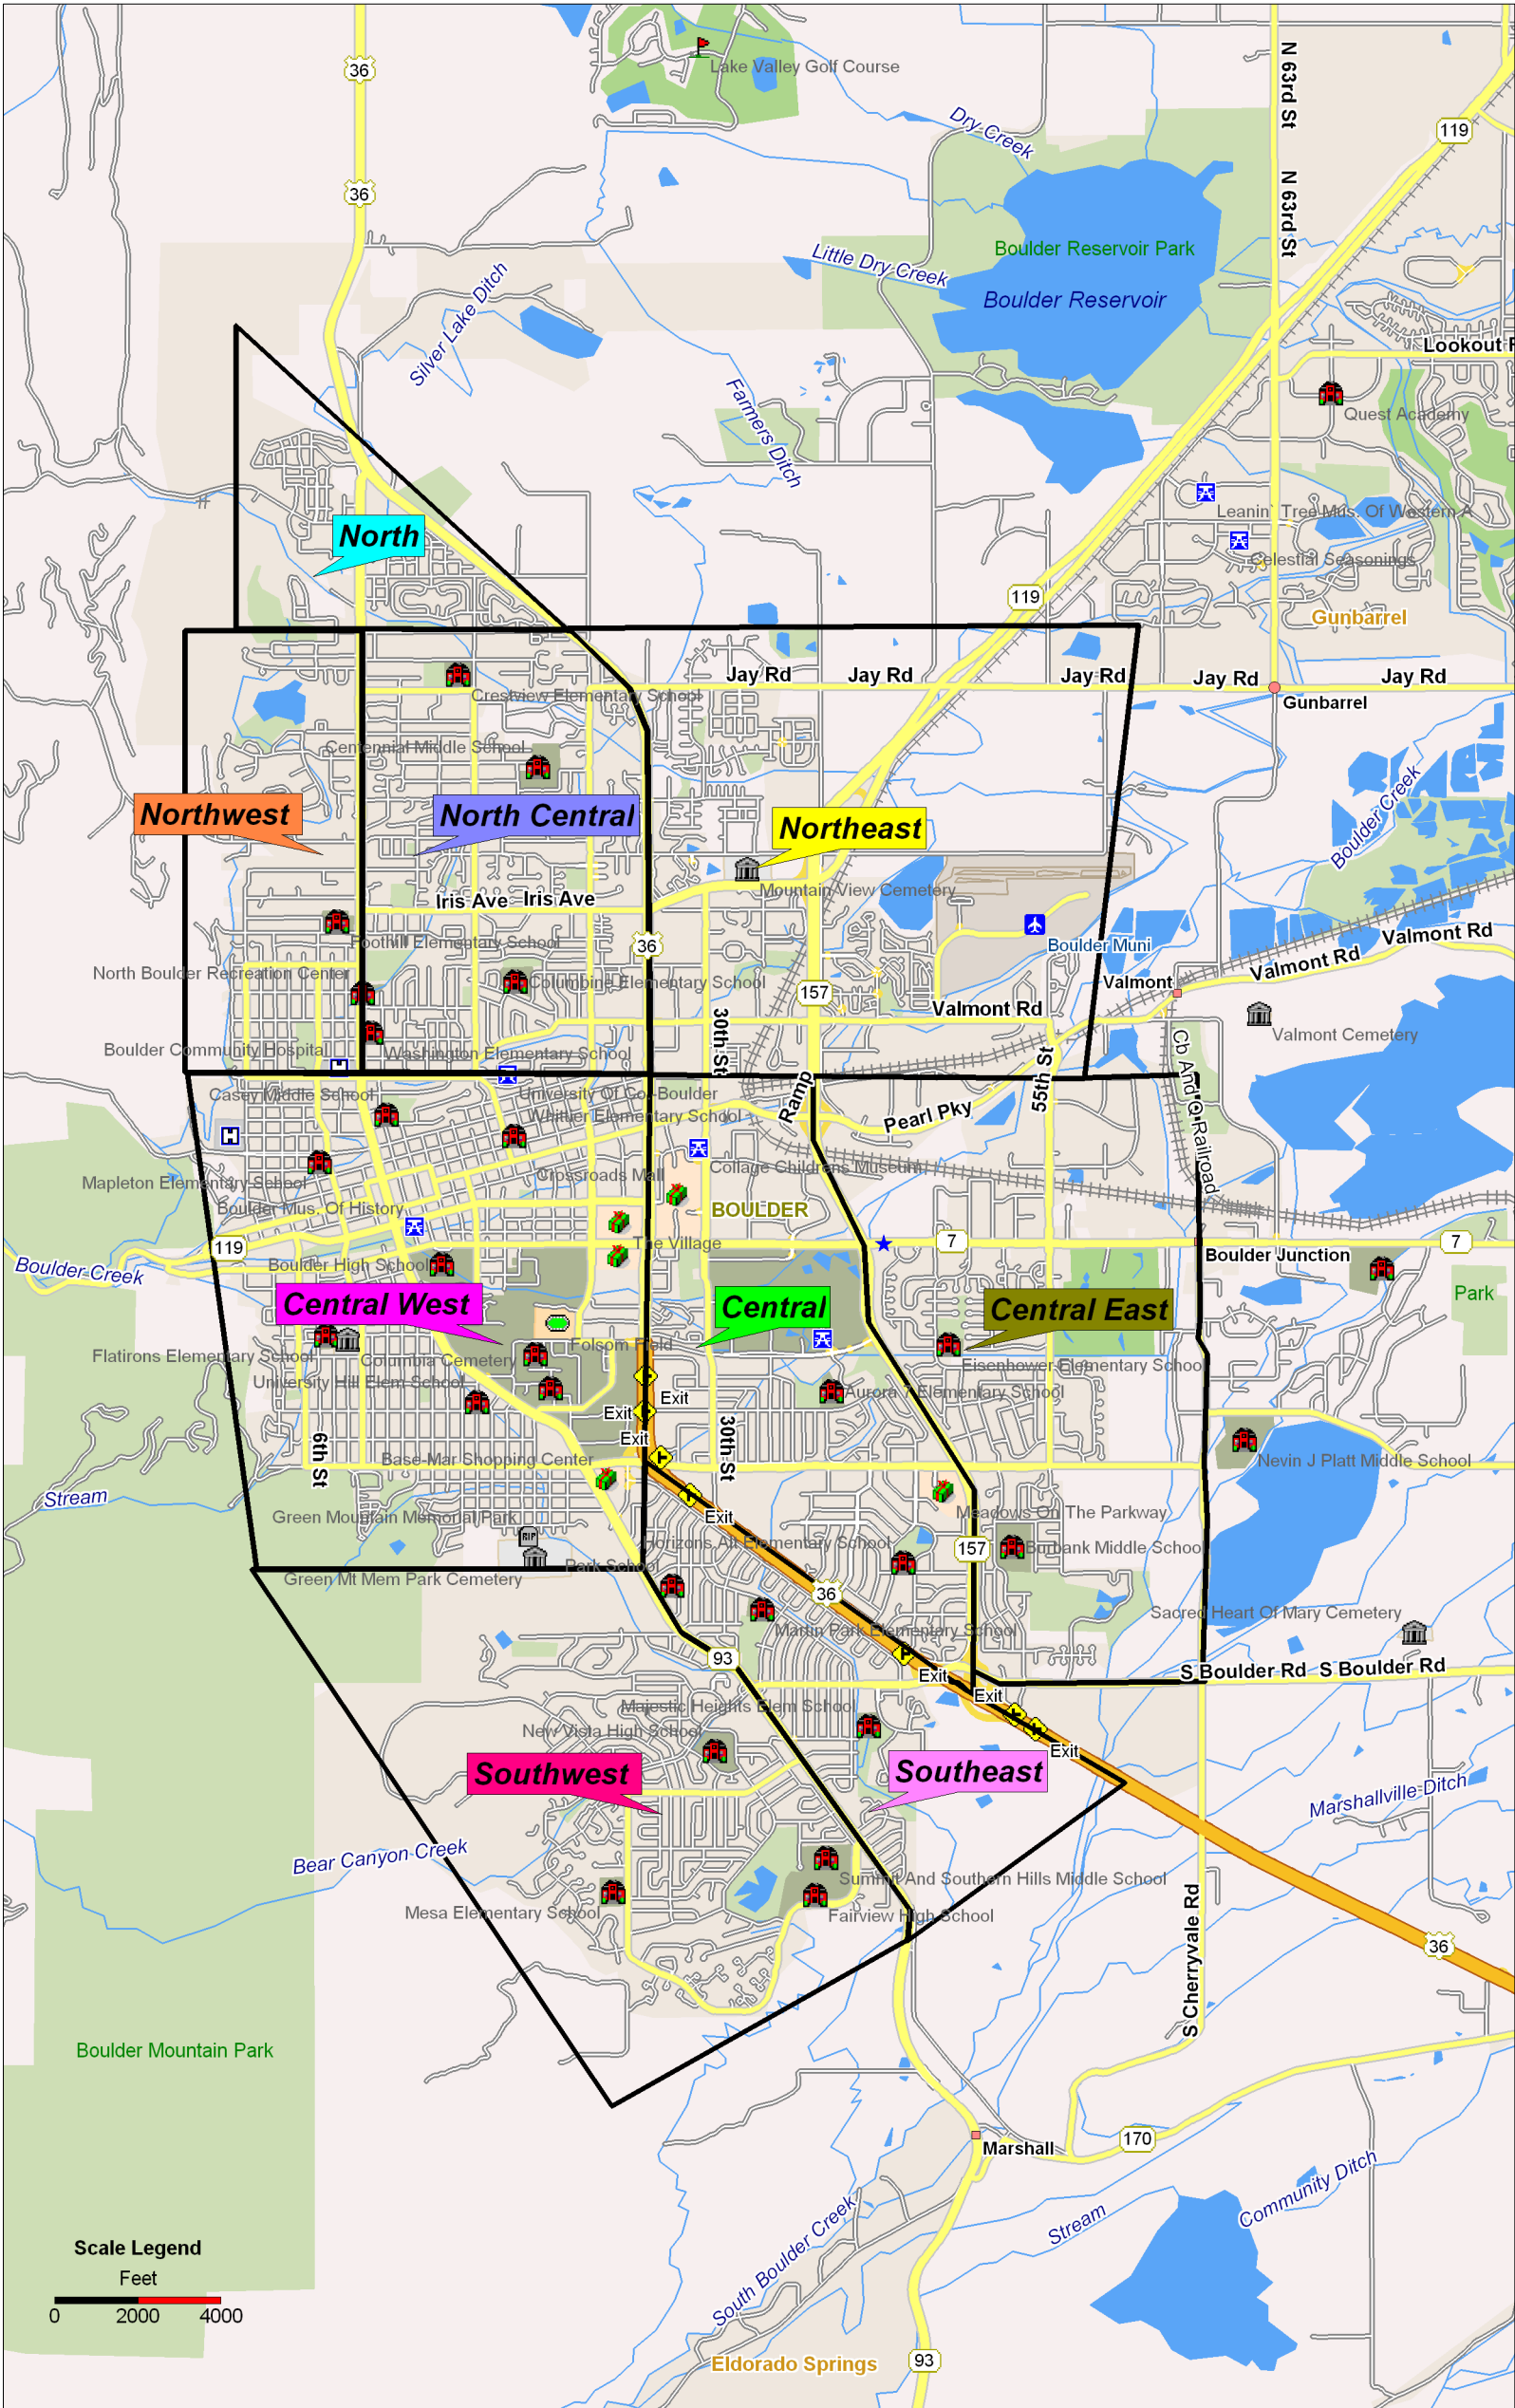 36
Lake Valley Golf Course
N 63rd St
Dry Creek
119
36
N 63rd St
Little Dry Creek
Boulder Reservoir Park
Boulder Reservoir
Silver Lake Ditch
Farmers Ditch
Quest Academy
Leanin' Tree Mus. Of Western A
North
Celestial Seasonings
119
Gunbarrel
Jay Rd
Jay Rd
Jay Rd
Jay Rd
Jay Rd
Crestview Elementary School
Gunbarrel
Centennial Middle School
Northwest
North Central
Northeast
Boulder Creek
Mountain View Cemetery
Iris Ave
Iris Ave
Foothill Elementary School
36
Boulder Muni
Valmont Rd
Valmont Rd
North Boulder Recreation Center
Columbine Elementary School
157
Valmont
Valmont Rd
30th St
Valmont Cemetery
Boulder Community Hospital
H
Washington Elementary School
55th St
Cb And Q Railroad
Casey Middle School
University Of Co.-Boulder
Ramp
Whittier Elementary School
Pearl Pky
H
Collage Childrens Museum
Mapleton Elementary School
Crossroads Mall
Boulder Mus. Of History
BOULDER
119
The Village
7
7
Boulder Junction
Boulder Creek
Boulder High School
Park
Central West
Central
Central East
Folsom Field
Flatirons Elementary School
Columbia Cemetery
Eisenhower Elementary School
University Hill Elem School
Aurora 7 Elementary School
Exit
Exit
Exit
6th St
30th St
Base-Mar Shopping Center
Nevin J Platt Middle School
Stream
Green Mountain Memorial Park
RIP
Exit
Meadows On The Parkway
Horizons Alt Elementary School
157
Burbank Middle School
Park School
Green Mt Mem Park Cemetery
36
Sacred Heart Of Mary Cemetery
Martin Park Elementary School
93
Exit
S Boulder Rd
S Boulder Rd
Exit
Majestic Heights Elem School
New Vista High School
Exit
Southwest
Southeast
Marshallville Ditch
Bear Canyon Creek
Summit And Southern Hills Middle School
Mesa Elementary School
Fairview High School
S Cherryvale Rd
36
Boulder Mountain Park
170
Marshall
Community Ditch
Stream
South Boulder Creek
Scale Legend
Feet
0 2000 4000
Eldorado Springs
93